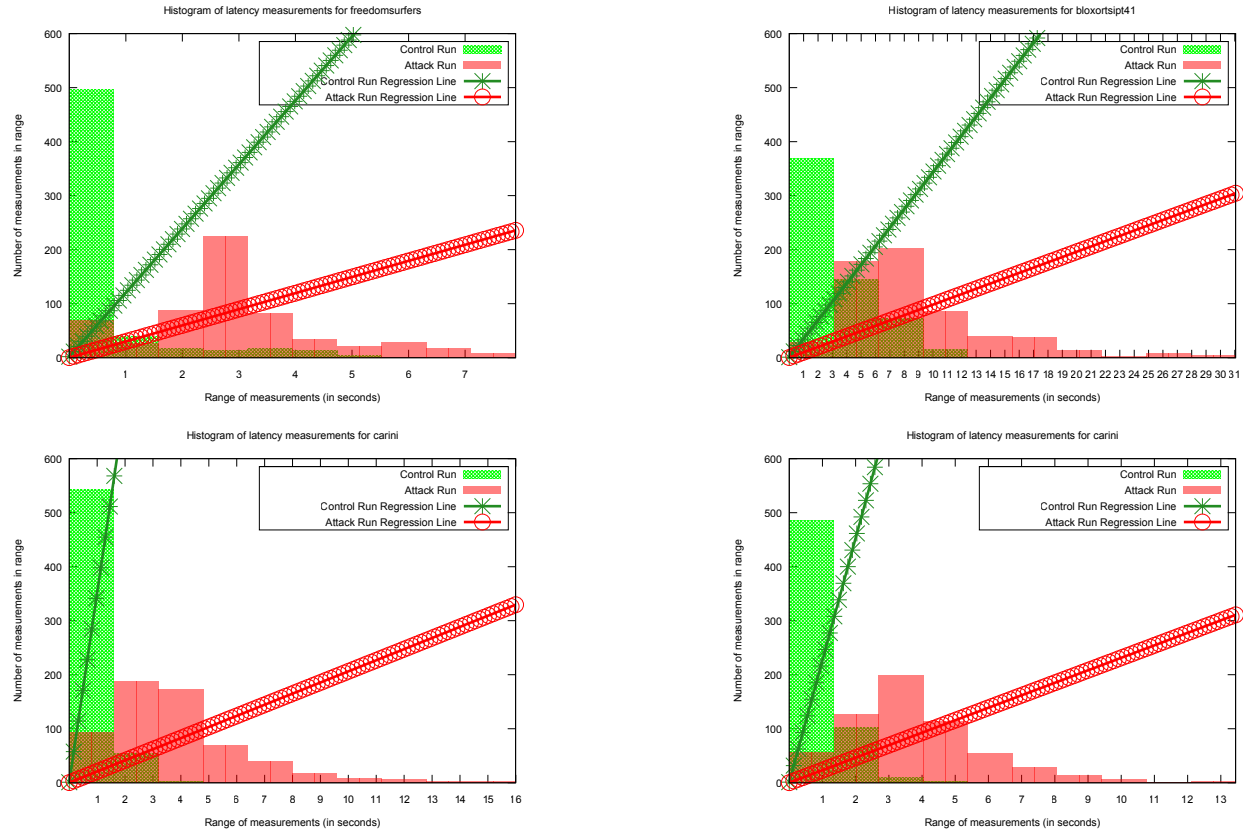 Histogram of latency measurements for freedomsurfers
600
500
400
300
200
100
0
Number of measurements in range
Control Run
Attack Run
Control Run Regression Line
Attack Run Regression Line
1 2 3 4 5 6 7
Range of measurements (in seconds)
Histogram of latency measurements for bloxortsipt41
600
500
400
300
200
100
0
Number of measurements in range
Control Run
Attack Run
Control Run Regression Line
Attack Run Regression Line
1 2 3 4 5 6 7 8 9 10 11 12 13 14 15 16 17 18 19 20 21 22 23 24 25 26 27 28 29 30 31
Range of measurements (in seconds)
Histogram of latency measurements for carini
600
500
400
300
200
100
0
Number of measurements in range
Control Run
Attack Run
Control Run Regression Line
Attack Run Regression Line
1 2 3 4 5 6 7 8 9 10 11 12 13 14 15 16
Range of measurements (in seconds)
Histogram of latency measurements for carini
600
500
400
300
200
100
0
Number of measurements in range
Control Run
Attack Run
Control Run Regression Line
Attack Run Regression Line
1 2 3 4 5 6 7 8 9 10 11 12 13
Range of measurements (in seconds)